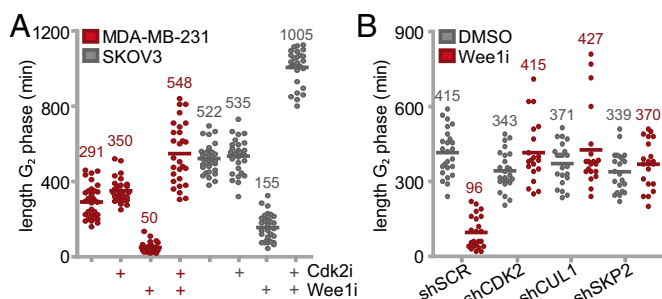 A
MDA-MB-231
SKOV3
length G₂ phase (min)
1200
800
400
0
291
350
50
548
522
535
155
1005
+ + + + Cdk2i
+ + + + Wee1i
B
DMSO
Wee1i
length G₂ phase (min)
900
600
300
0
415
96
343
415
371
427
339
370
shSCR
shCDK2
shCUL1
shSKP2